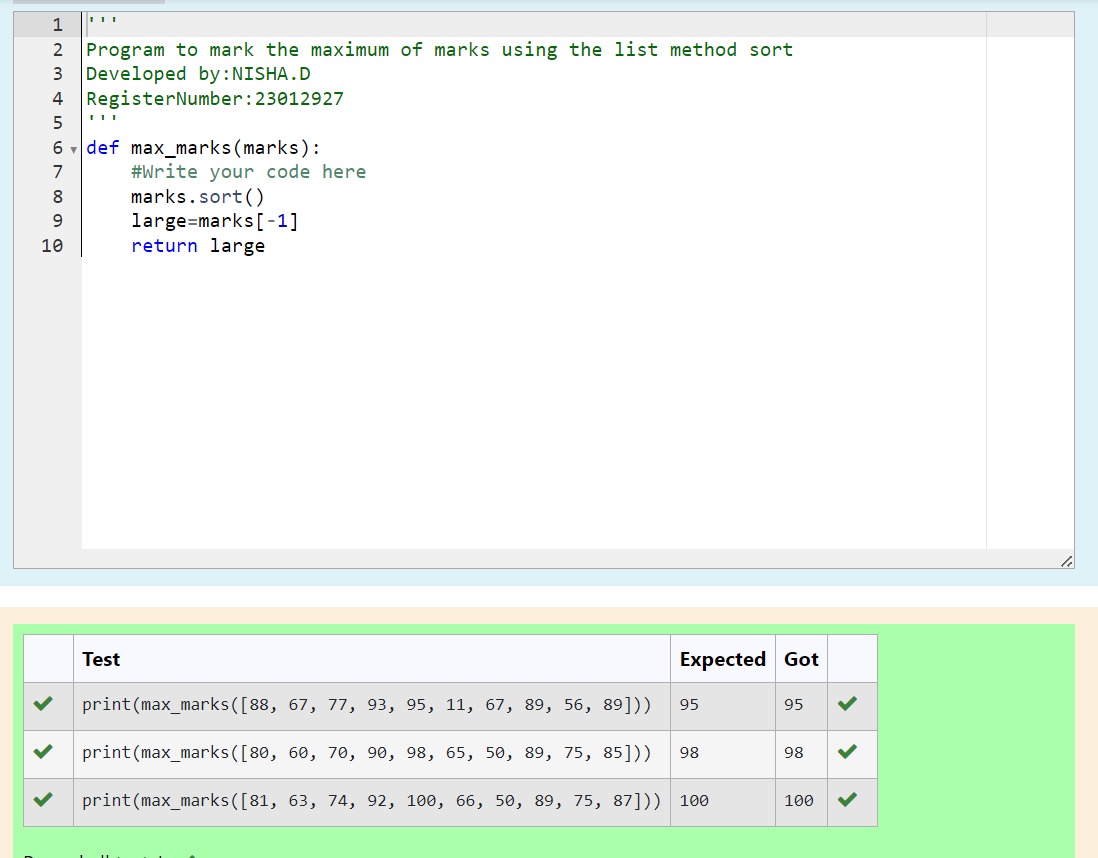 1 '''
2 Program to mark the maximum of marks using the list method sort
3 Developed by:NISHA.D
4 RegisterNumber:23012927
5 '''
6 def max_marks(marks):
7 #Write your code here
8 marks.sort()
9 large=marks[-1]
10 return large
Test Expected Got
print(max_marks([88, 67, 77, 93, 95, 11, 67, 89, 56, 89])) 95 95
print(max_marks([80, 60, 70, 90, 98, 65, 50, 89, 75, 85])) 98 98
print(max_marks([81, 63, 74, 92, 100, 66, 50, 89, 75, 87])) 100 100